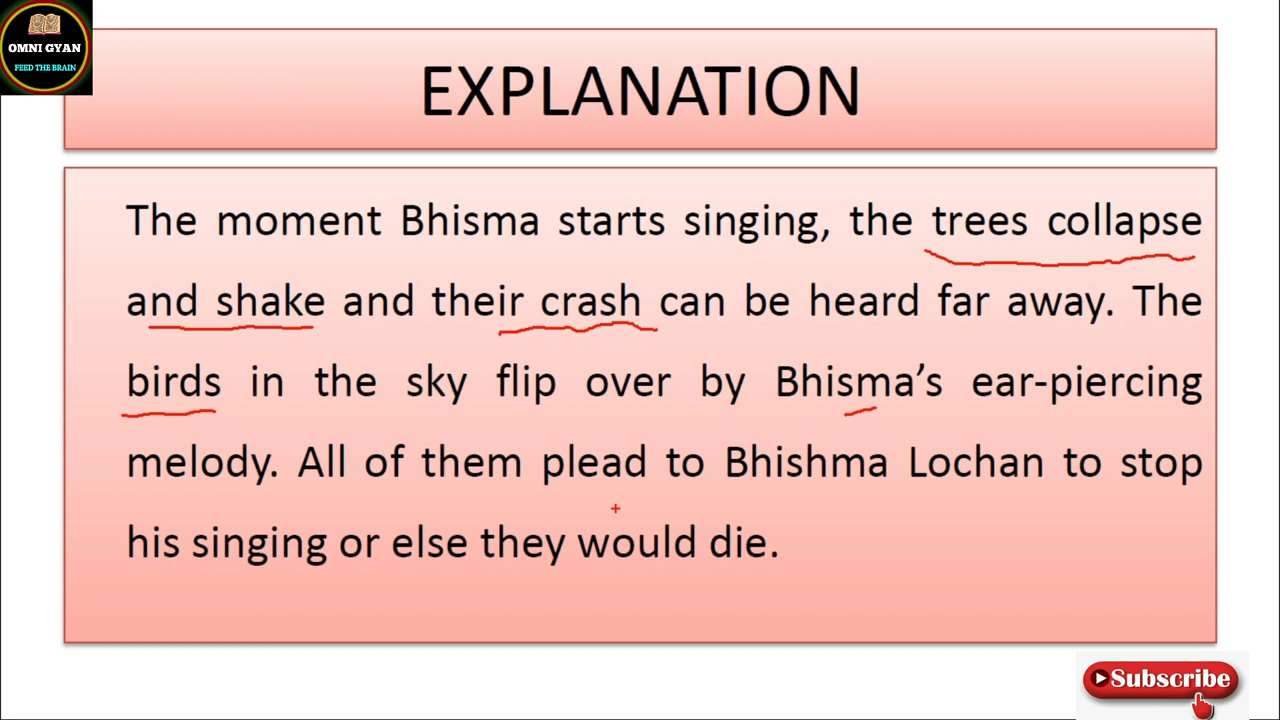 OMNI GYAN
FEED THE BRAIN
EXPLANATION
The moment Bhisma starts singing, the trees collapse
and shake and their crash can be heard far away. The
birds in the sky flip over by Bhisma’s ear-piercing
melody. All of them plead to Bhishma Lochan to stop
his singing or else they would die.
Subscribe